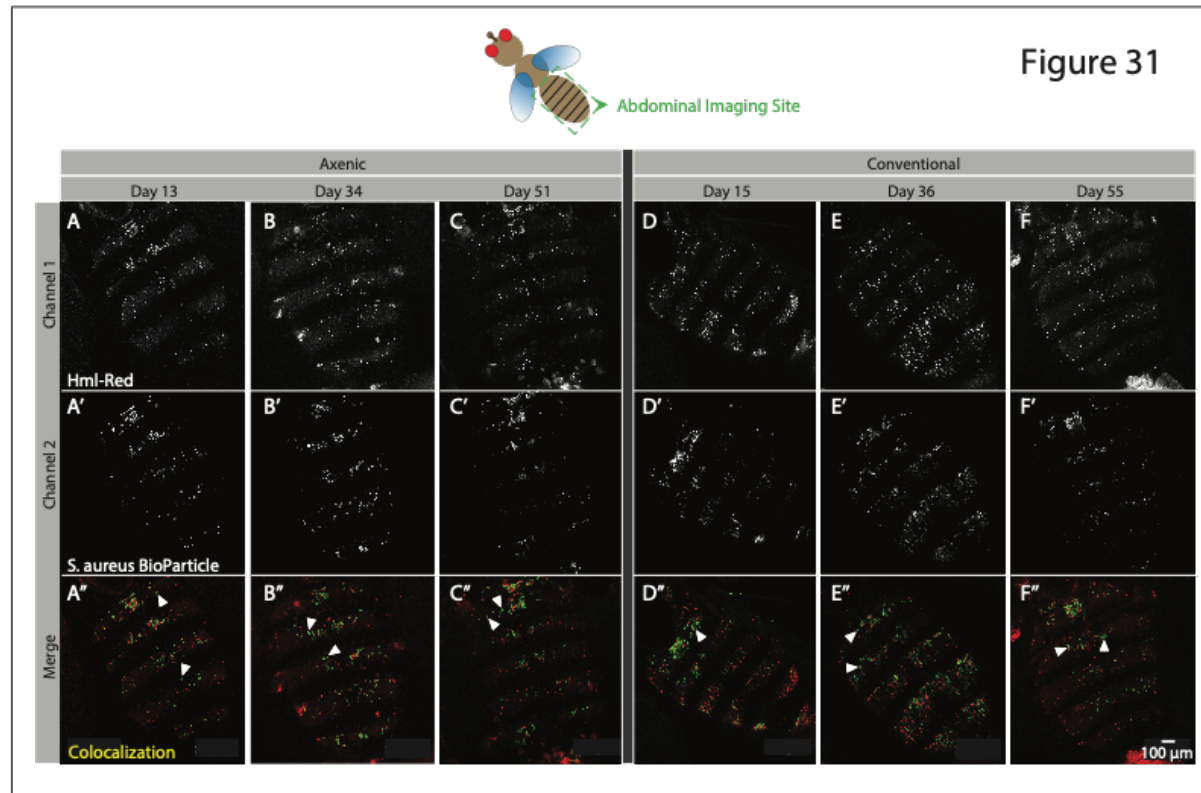 Figure 31
Abdominal Imaging Site
Axenic
Conventional
Day 13
Day 34
Day 51
Day 15
Day 36
Day 55
Channel 1
A
B
C
D
E
F
Hml-Red
Channel 2
A'
B'
C'
D'
E'
F'
S. aureus BioParticle
Merge
A"
B"
C"
D"
E"
F"
Colocalization
100 µm